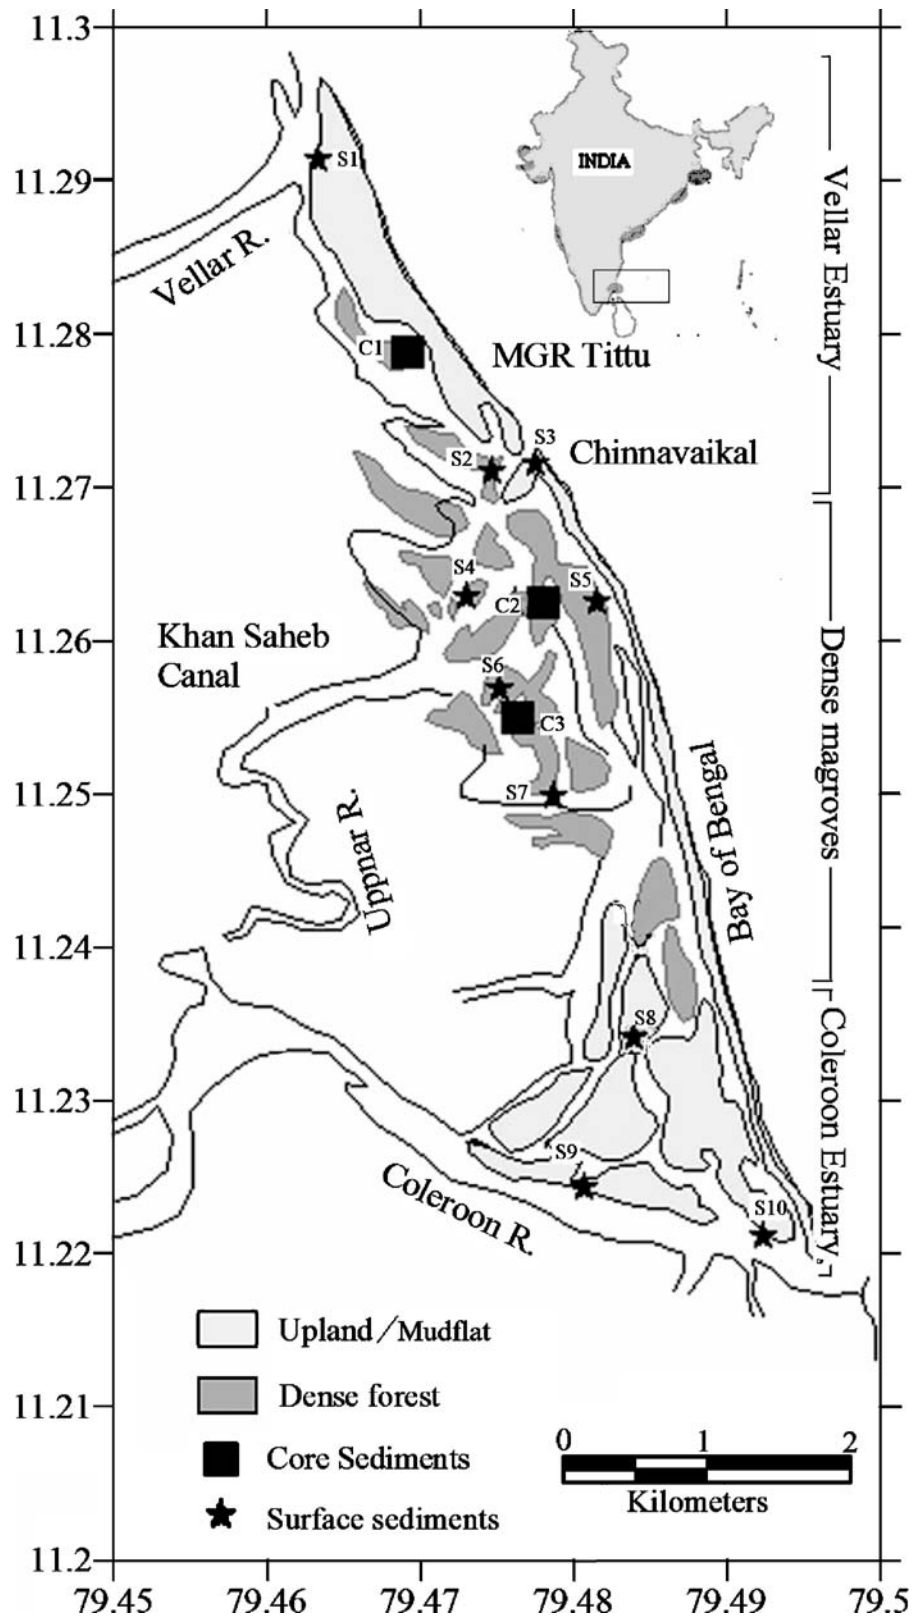 11.3
11.29
11.28
11.27
11.26
11.25
11.24
11.23
11.22
11.21
11.2
79.45
79.46
79.47
79.48
79.49
79.5
INDIA
S1
Vellar R.
C1
MGR Tittu
S2
S3
Chinnavaikal
S4
C2
S5
Khan Saheb
Canal
S6
C3
S7
Uppnar R.
Bay of Bengal
S8
S9
Coleroon R.
S10
Vellar Estuary
Dense magroves
Coleroon Estuary,
Upland/Mudflat
Dense forest
Core Sediments
Surface sediments
0 1 2
Kilometers